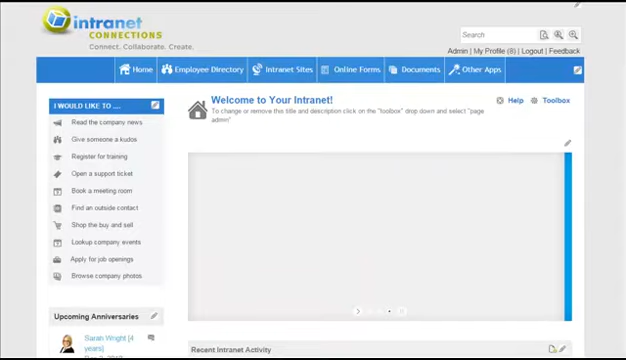 intranet
CONNECTIONS
Connect. Collaborate. Create.
Search
Admin | My Profile (8) | Logout | Feedback
Home
Employee Directory
Intranet Sites
Online Forms
Documents
Other Apps
I WOULD LIKE TO ....
Read the company news
Give someone a kudos
Register for training
Open a support ticket
Book a meeting room
Find an outside contact
Shop the buy and sell
Lookup company events
Apply for job openings
Browse company photos
Upcoming Anniversaries
Sarah Wright [4
years]
Welcome to Your Intranet!
To change or remove this title and description click on the "toolbox" drop down and select "page
admin"
Help
Toolbox
Recent Intranet Activity